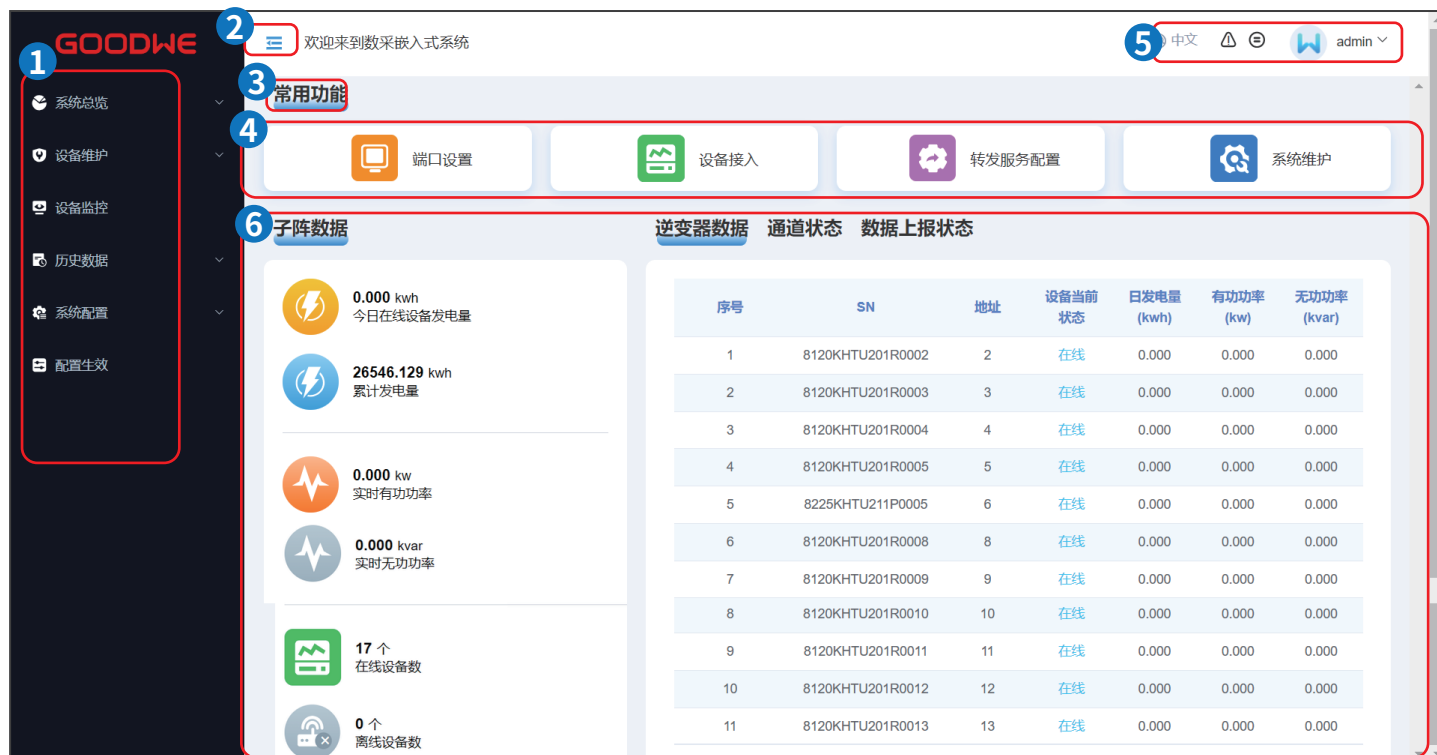 GOODWE
1
系统总览
设备维护
设备监控
历史数据
系统配置
配置生效
2
欢迎来到数采嵌入式系统
5
中文
admin
3
常用功能
4
端口设置
设备接入
转发服务配置
系统维护
6
子阵数据
0.000 kwh
今日在线设备发电量
26546.129 kwh
累计发电量
0.000 kw
实时有功功率
0.000 kvar
实时无功功率
17 个
在线设备数
0 个
离线设备数
逆变器数据 通道状态 数据上报状态
序号 SN 地址 设备当前状态 日发电量(kwh) 有功功率(kw) 无功功率(kvar)
1 8120KHTU201R0002 2 在线 0.000 0.000 0.000
2 8120KHTU201R0003 3 在线 0.000 0.000 0.000
3 8120KHTU201R0004 4 在线 0.000 0.000 0.000
4 8120KHTU201R0005 5 在线 0.000 0.000 0.000
5 8225KHTU211P0005 6 在线 0.000 0.000 0.000
6 8120KHTU201R0008 8 在线 0.000 0.000 0.000
7 8120KHTU201R0009 9 在线 0.000 0.000 0.000
8 8120KHTU201R0010 10 在线 0.000 0.000 0.000
9 8120KHTU201R0011 11 在线 0.000 0.000 0.000
10 8120KHTU201R0012 12 在线 0.000 0.000 0.000
11 8120KHTU201R0013 13 在线 0.000 0.000 0.000